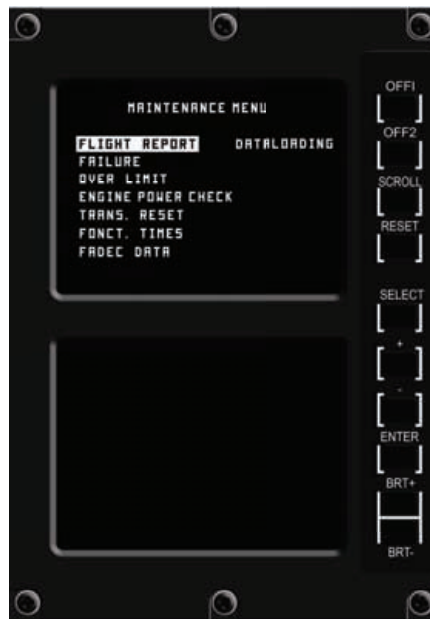 MAINTENANCE MENU
FLIGHT REPORT DATALOADING
FAILURE
OVER LIMIT
ENGINE POWER CHECK
TRANS. RESET
FONCT. TIMES
FADEC DATA
OFF1
OFF2
SCROLL
RESET
SELECT
+
-
ENTER
BRT+
BRT-